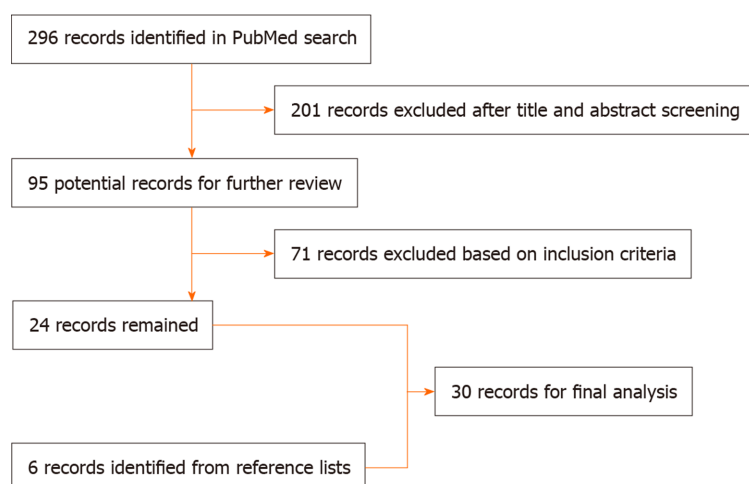 296 records identified in PubMed search
201 records excluded after title and abstract screening
95 potential records for further review
71 records excluded based on inclusion criteria
24 records remained
30 records for final analysis
6 records identified from reference lists